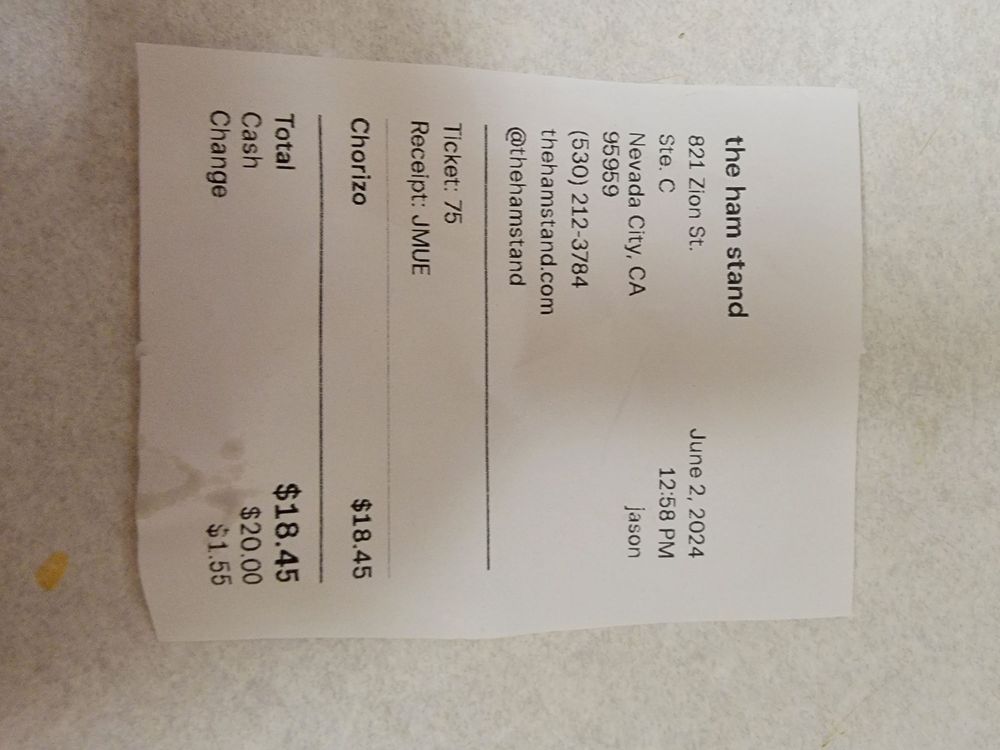 the ham stand
821 Zion St.
Ste. C
Nevada City, CA
95959
(530) 212-3784
thehamstand.com
@thehamstand
June 2, 2024
12:58 PM
jason
Ticket: 75
Receipt: JMUE
Chorizo $18.45
Total $18.45
Cash $20.00
Change $1.55